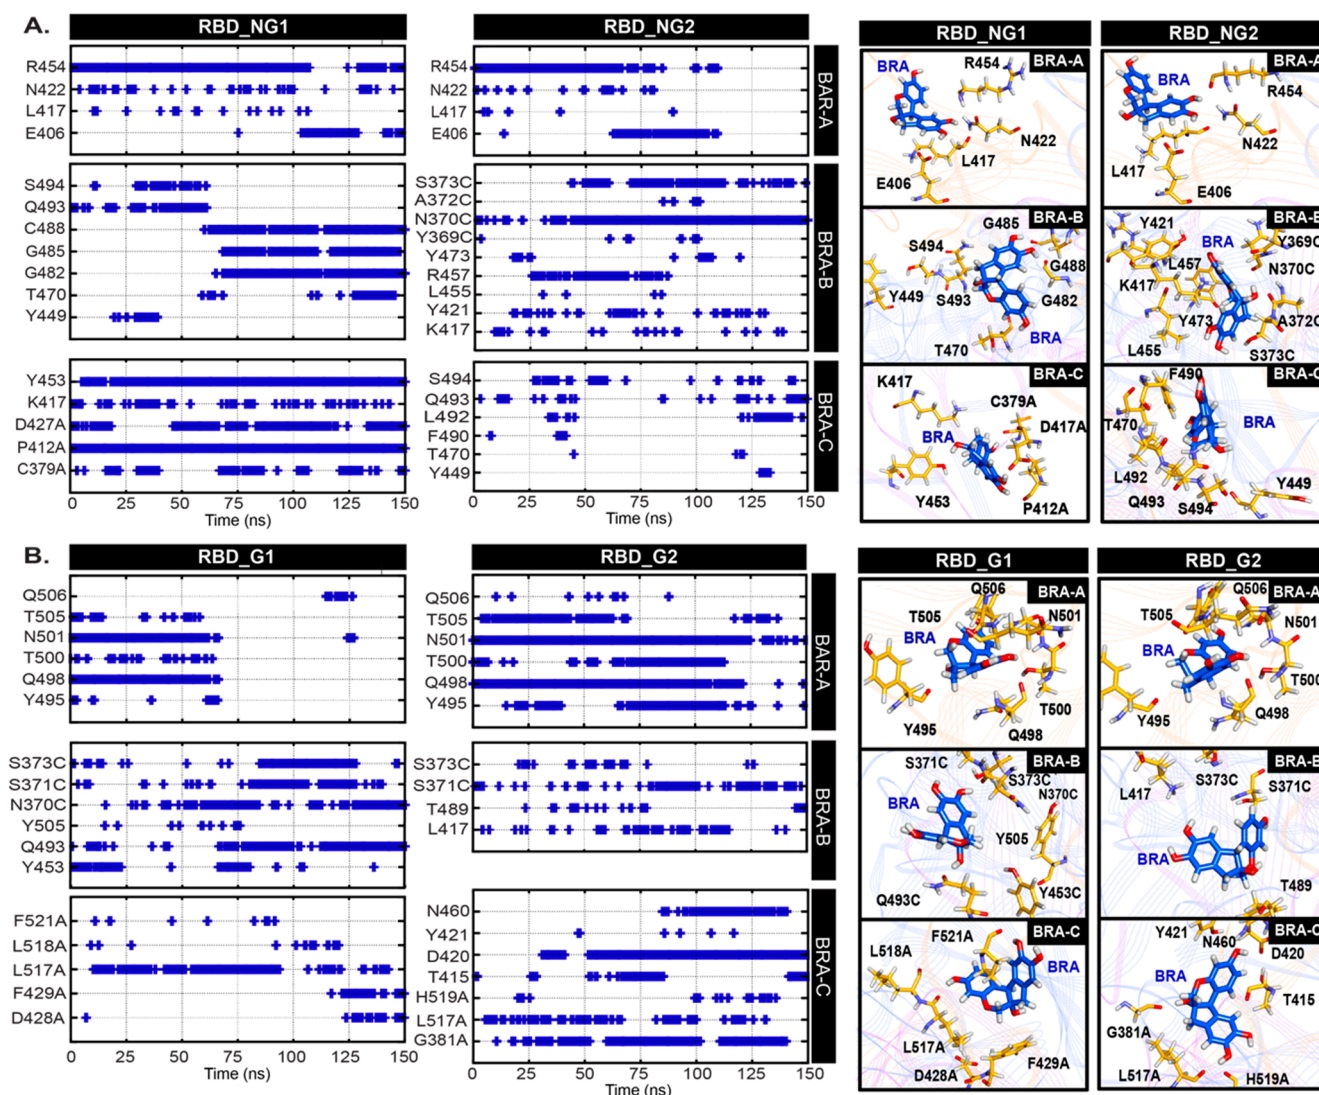 A.
RBD_NG1
RBD_NG2
R454
N422
L417
E406
R454
N422
L417
E406
BAR-A
S494
Q493
C488
G485
G482
T470
Y449
S373C
A372C
N370C
Y369C
Y473
R457
L455
Y421
K417
BRA-B
Y453
K417
D427A
P412A
C379A
S494
Q493
L492
F490
T470
Y449
BRA-C
0 25 50 75 100 125 150
Time (ns)
0 25 50 75 100 125 150
Time (ns)
RBD_NG1
RBD_NG2
BRA-A
BRA
R454
N422
L417
E406
BRA-A
BRA
R454
N422
L417
E406
BRA-B
G485
S494
G488
Y449
S493
G482
T470
BRA
Y421
BRA
Y369C
L457
N370C
K417
Y473
A372C
L455
S373C
BRA-C
K417
C379A
BRA
D417A
Y453
P412A
F490
T470
BRA
L492
Y449
Q493
S494
B.
RBD_G1
RBD_G2
Q506
T505
N501
T500
Q498
Y495
Q506
T505
N501
T500
Q498
Y495
BAR-A
S373C
S371C
N370C
Y505
Q493
Y453
S373C
S371C
T489
L417
BRA-B
F521A
L518A
L517A
F429A
D428A
N460
Y421
D420
T415
H519A
L517A
G381A
BRA-C
0 25 50 75 100 125 150
Time (ns)
0 25 50 75 100 125 150
Time (ns)
RBD_G1
RBD_G2
Q506
BRA-A
T505
N501
BRA
T500
Y495
Q498
Q506
BRA-A
T505
N501
BRA
T500
Y495
Q498
S371C
BRA-B
S373C
N370C
BRA
Y505
Q493C
Y453C
S373C
L417
S371C
BRA
T489
F521A
BRA-C
L518A
BRA
L517A
F429A
D428A
Y421
N460
D420
BRA
T415
G381A
L517A
H519A